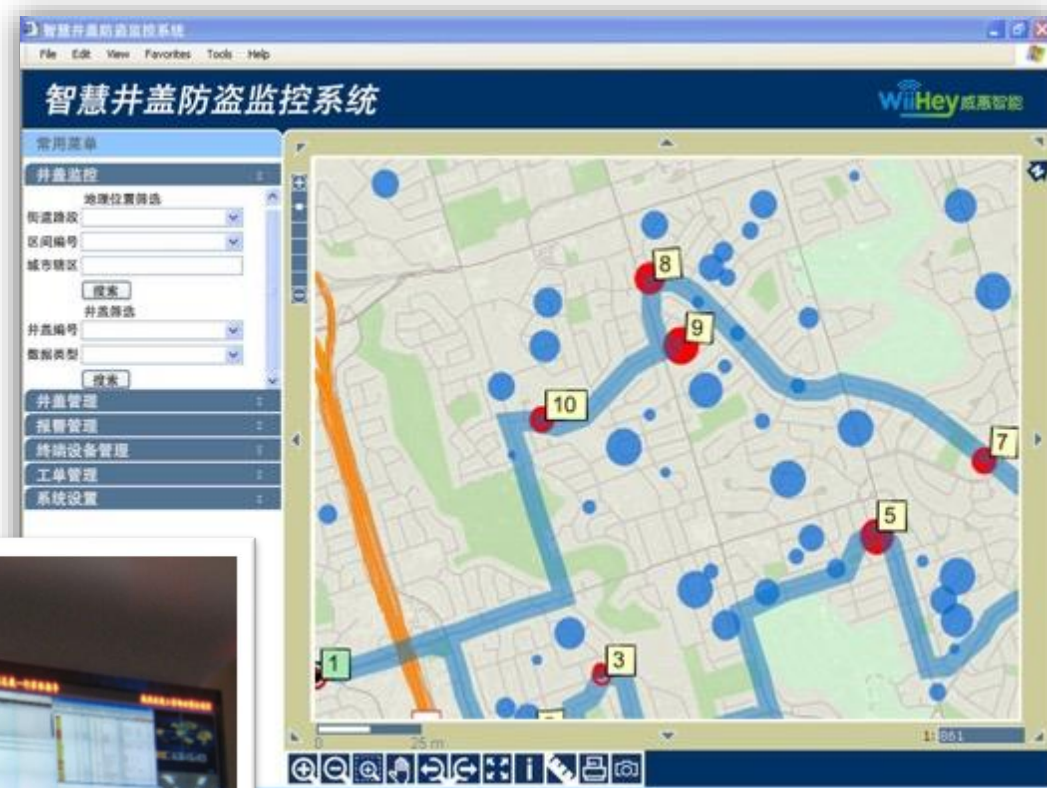 智慧井盖防盗监控系统
File Edit View Favorites Tools Help
智慧井盖防盗监控系统
WiiHey威惠智能
常用菜单
井盖监控
地理位置筛选
街道路段
区间编号
城市辖区
搜索
井盖筛选
井盖编号
数据类型
搜索
井盖管理
报警管理
终端设备管理
工单管理
系统设置
8
9
10
7
5
1
3
0 25 m
1: 861